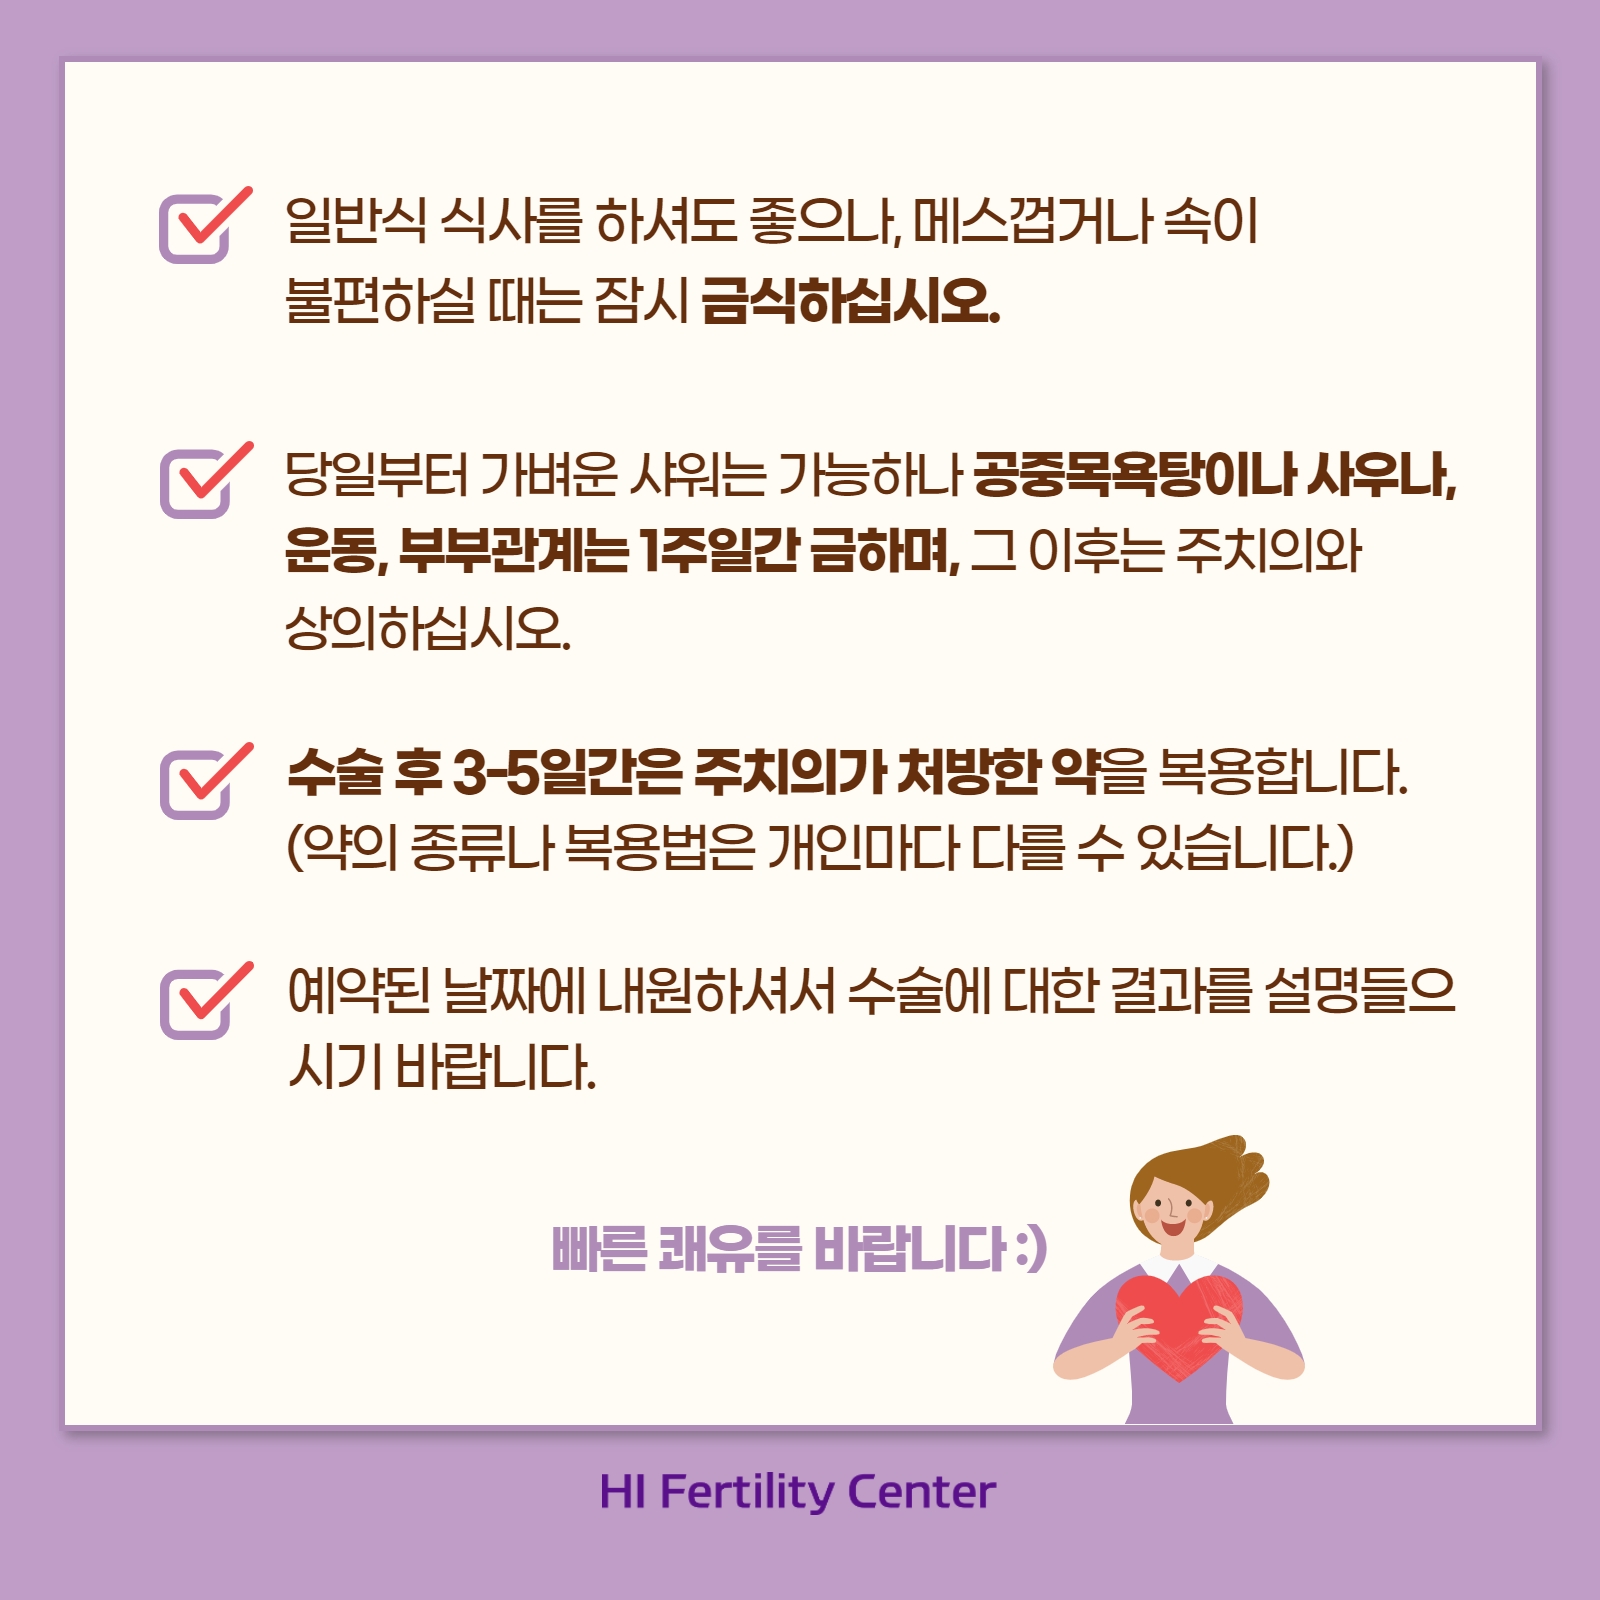 일반식 식사를 하셔도 좋으나, 메스껍거나 속이
불편하실 때는 잠시 금식하십시오.
당일부터 가벼운 샤워는 가능하나 공중목욕탕이나 사우나,
운동, 부부관계는 1주일간 금하며, 그 이후는 주치의와
상의하십시오.
수술 후 3-5일간은 주치의가 처방한 약을 복용합니다.
(약의 종류나 복용법은 개인마다 다를 수 있습니다.)
예약된 날짜에 내원하셔서 수술에 대한 결과를 설명들으
시기 바랍니다.
빠른 쾌유를 바랍니다 :)
HI Fertility Center